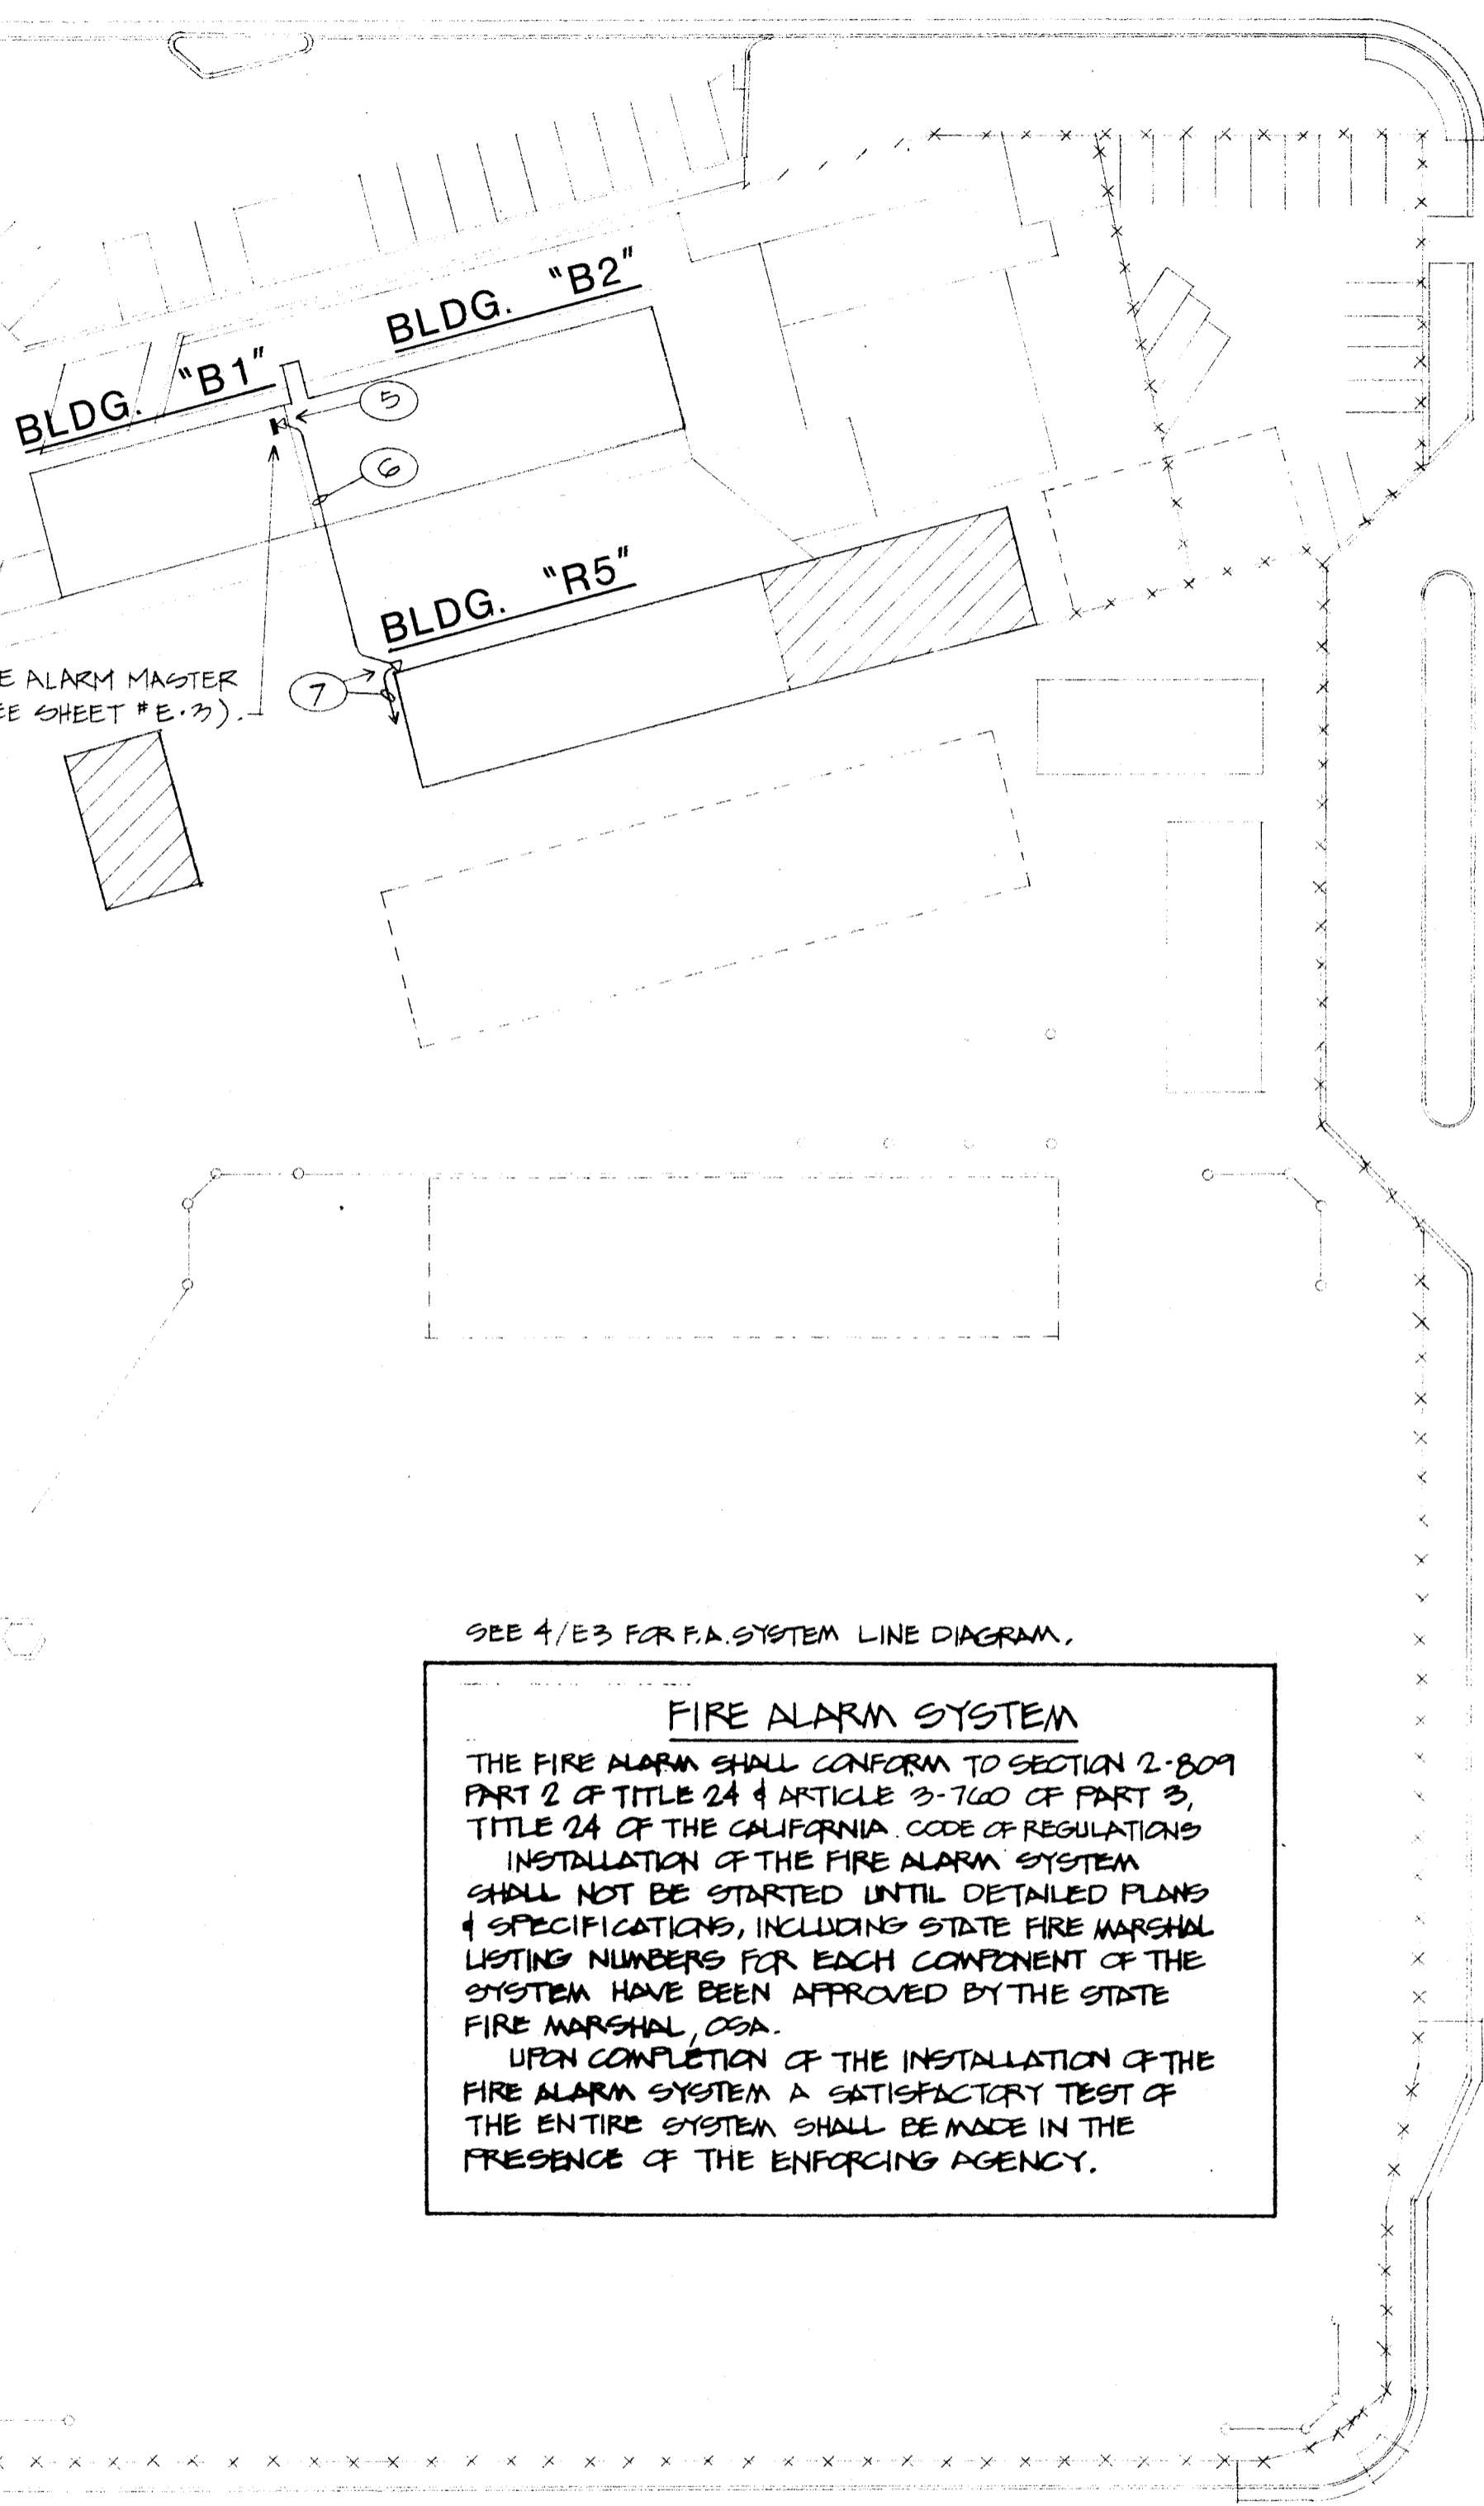 BLDG. "B2"
BLDG. "B1"
5
6
BLDG. "R5"
E ALARM MASTER
EE SHEET #E.3).
7
SEE 4/E3 FOR F.A. SYSTEM LINE DIAGRAM.
FIRE ALARM SYSTEM
THE FIRE ALARM SHALL CONFORM TO SECTION 2-809
PART 2 OF TITLE 24 & ARTICLE 3-760 OF PART 3,
TITLE 24 OF THE CALIFORNIA CODE OF REGULATIONS
INSTALLATION OF THE FIRE ALARM SYSTEM
SHALL NOT BE STARTED UNTIL DETAILED PLANS
& SPECIFICATIONS, INCLUDING STATE FIRE MARSHAL
LISTING NUMBERS FOR EACH COMPONENT OF THE
SYSTEM HAVE BEEN APPROVED BY THE STATE
FIRE MARSHAL, OSA.
UPON COMPLETION OF THE INSTALLATION OF THE
FIRE ALARM SYSTEM A SATISFACTORY TEST OF
THE ENTIRE SYSTEM SHALL BE MADE IN THE
PRESENCE OF THE ENFORCING AGENCY.